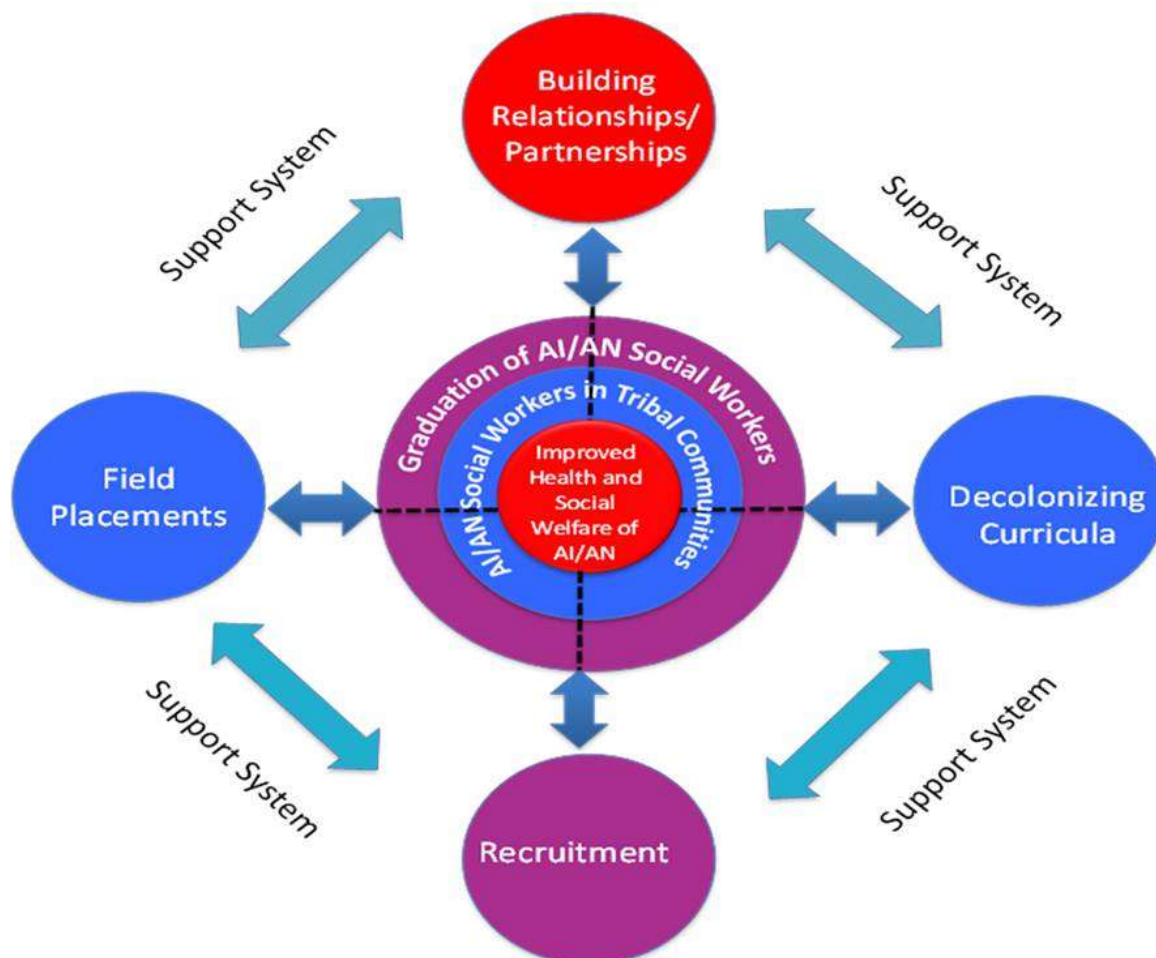 Building
Relationships/
Partnerships
Support System
Support System
Graduation of AI/AN Social Workers
AI/AN Social Workers in Tribal Communities
Improved
Health and
Social
Welfare of
AI/AN
Field
Placements
Decolonizing
Curricula
Support System
Support System
Recruitment